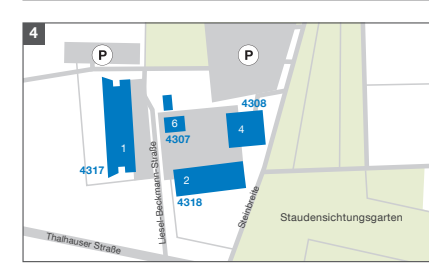 4
P
P
4308
6
4
4307
1
4317
2
4318
Liesel-Beckmann-Straße
Steinbreite
Staudensichtungsgarten
Thalhauser Straße